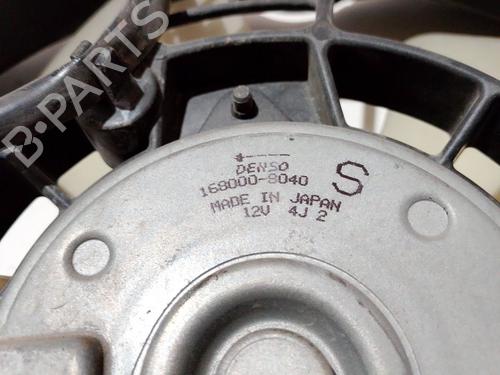 DENSO
168000-8040
S
MADE IN JAPAN
12V 4J 2
B-PARTS